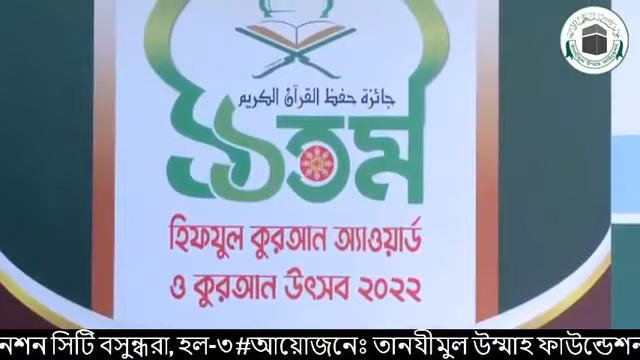 جائزة حفظ القرآن الكريم
১৩তম
হিফযুল কুরআন অ্যাওয়ার্ড
ও কুরআন উৎসব ২০২২
নশন সিটি বসুন্ধরা, হল-৩ #আয়োজনেঃ তানযীমুল উম্মাহ ফাউন্ডেশন